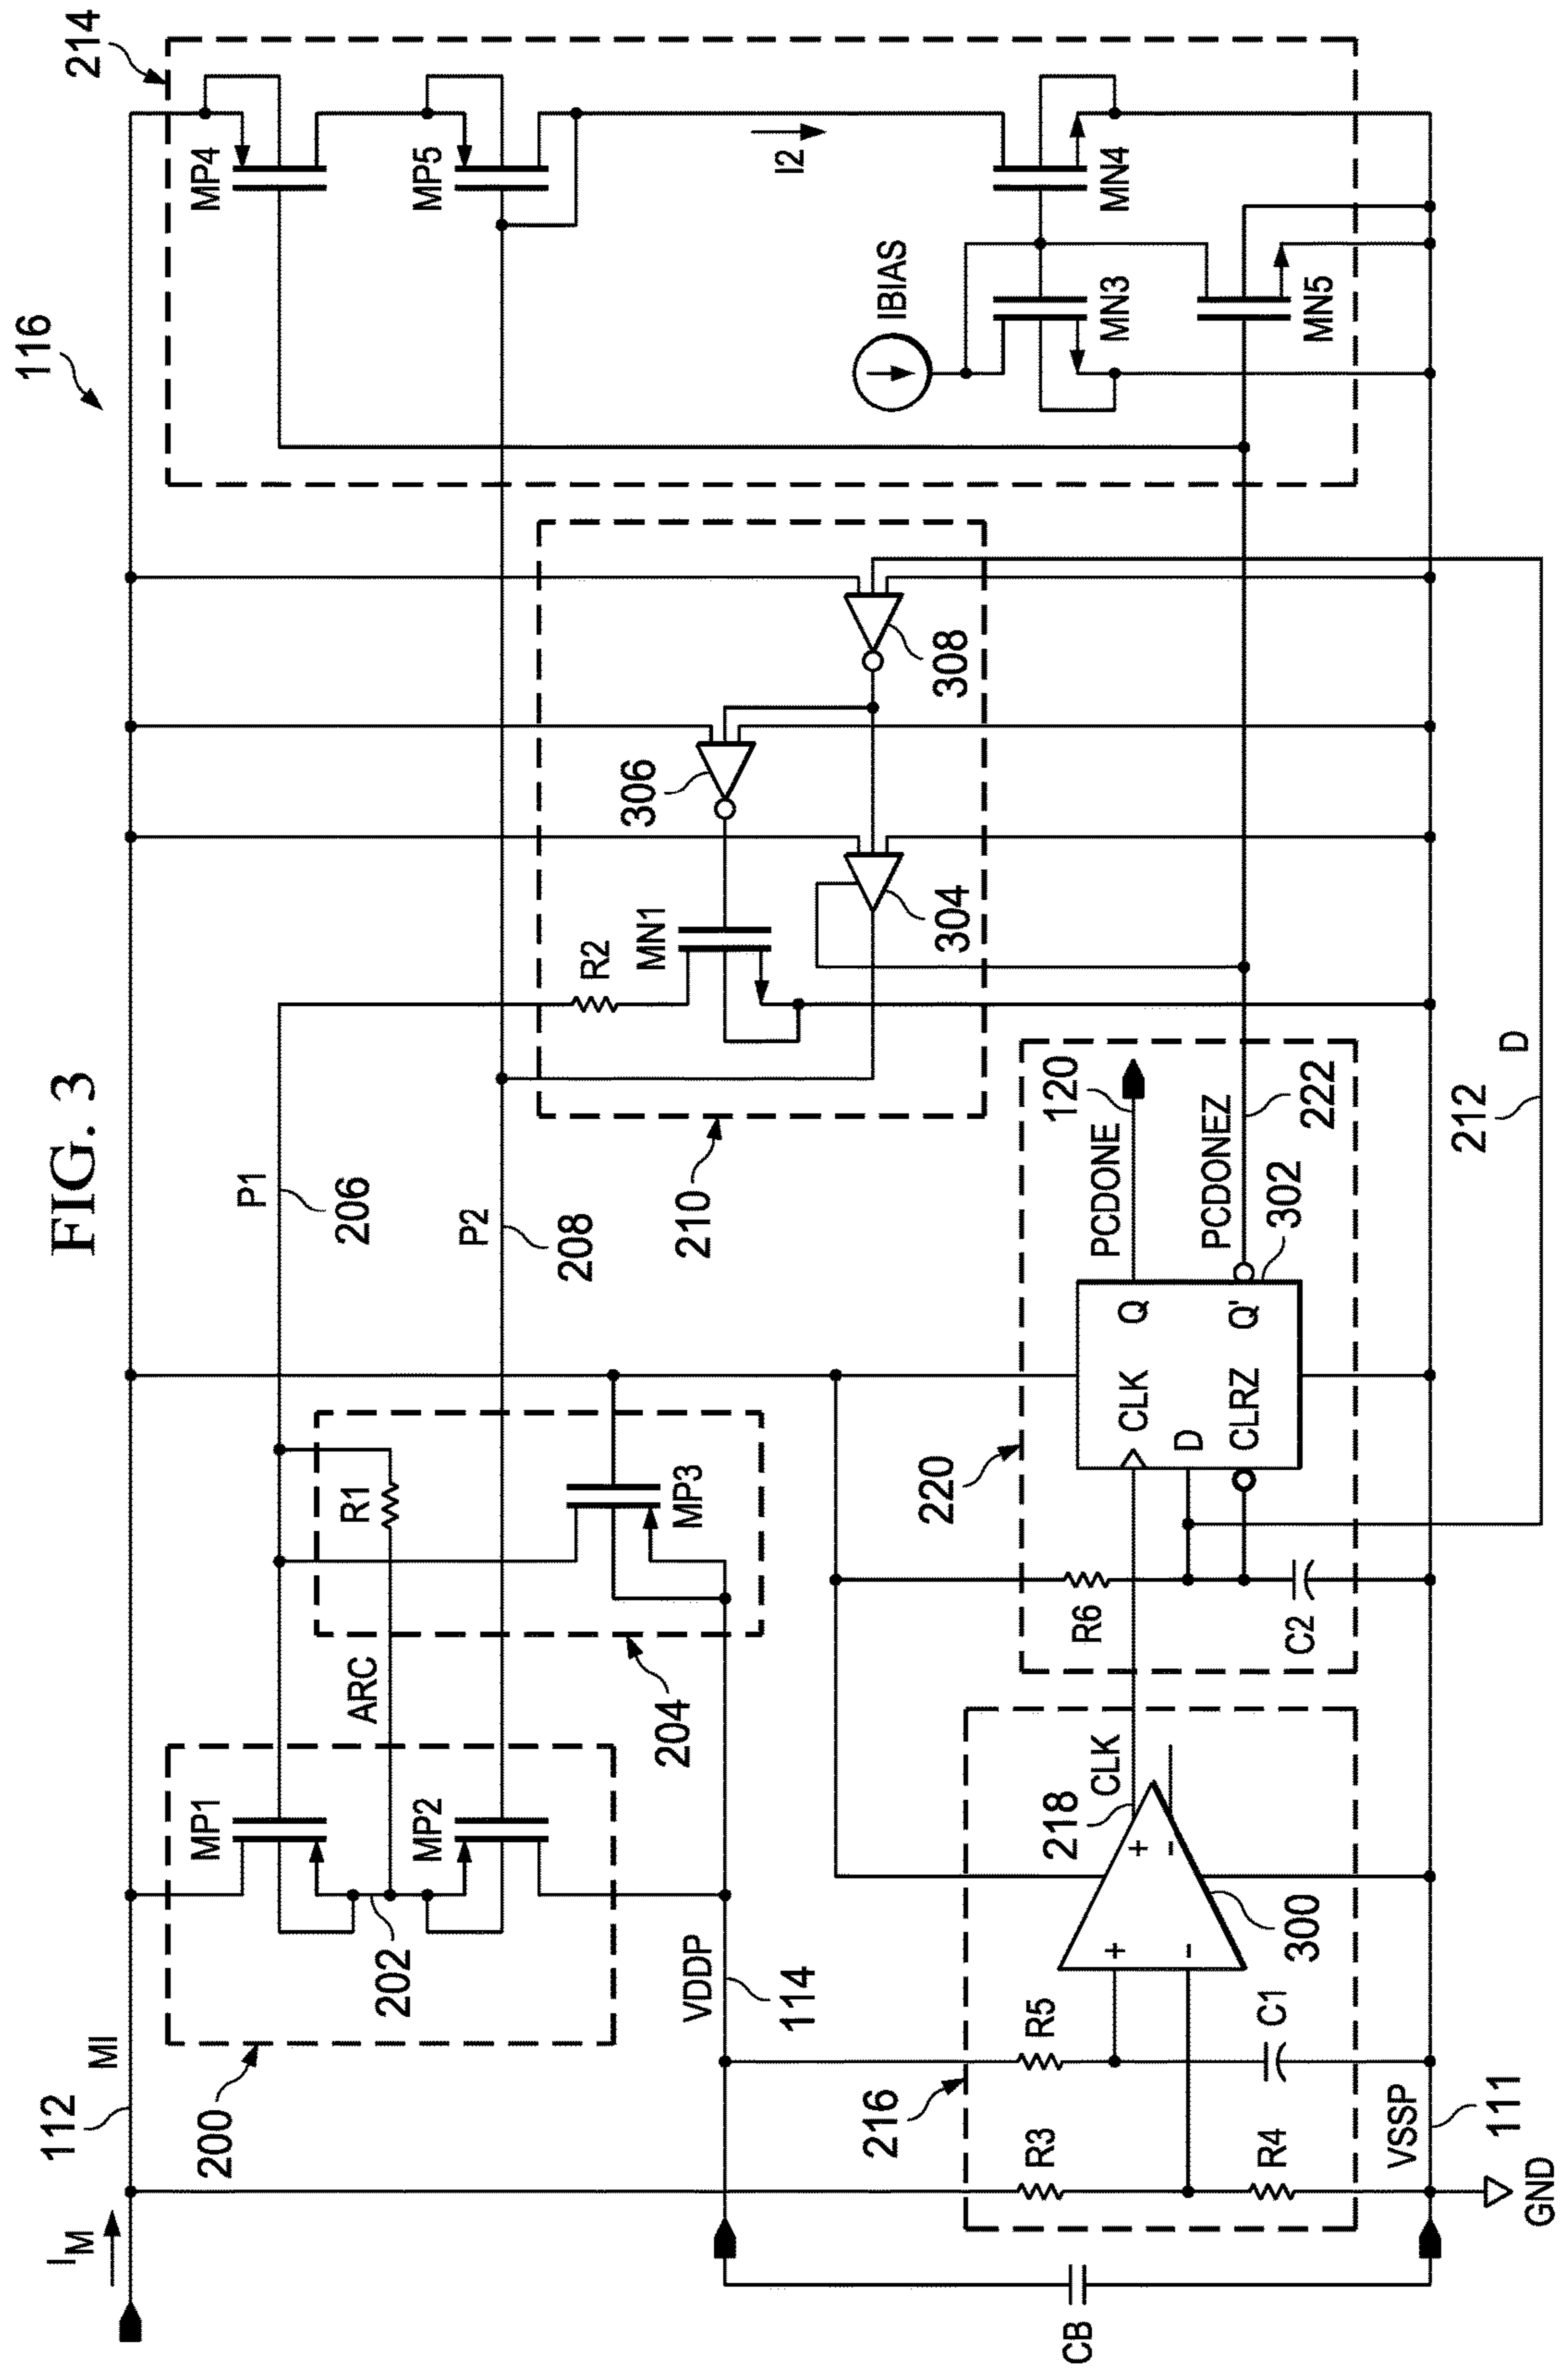 FIG. 3
116
214
112
MI
IM
200
MP1
MP2
202
ARC
R1
204
MP3
P1
206
P2
208
210
R2
MN1
306
304
308
MP4
MP5
I2
IBIAS
MN3
MN4
MN5
VDDP
114
216
R3
R4
R5
C1
300
218
CLK
+
-
+
-
220
R6
C2
CLK
D
CLRZ
Q
Q'
302
PCDONE
120
PCDONEZ
222
212
D
CB
VSSP
111
GND